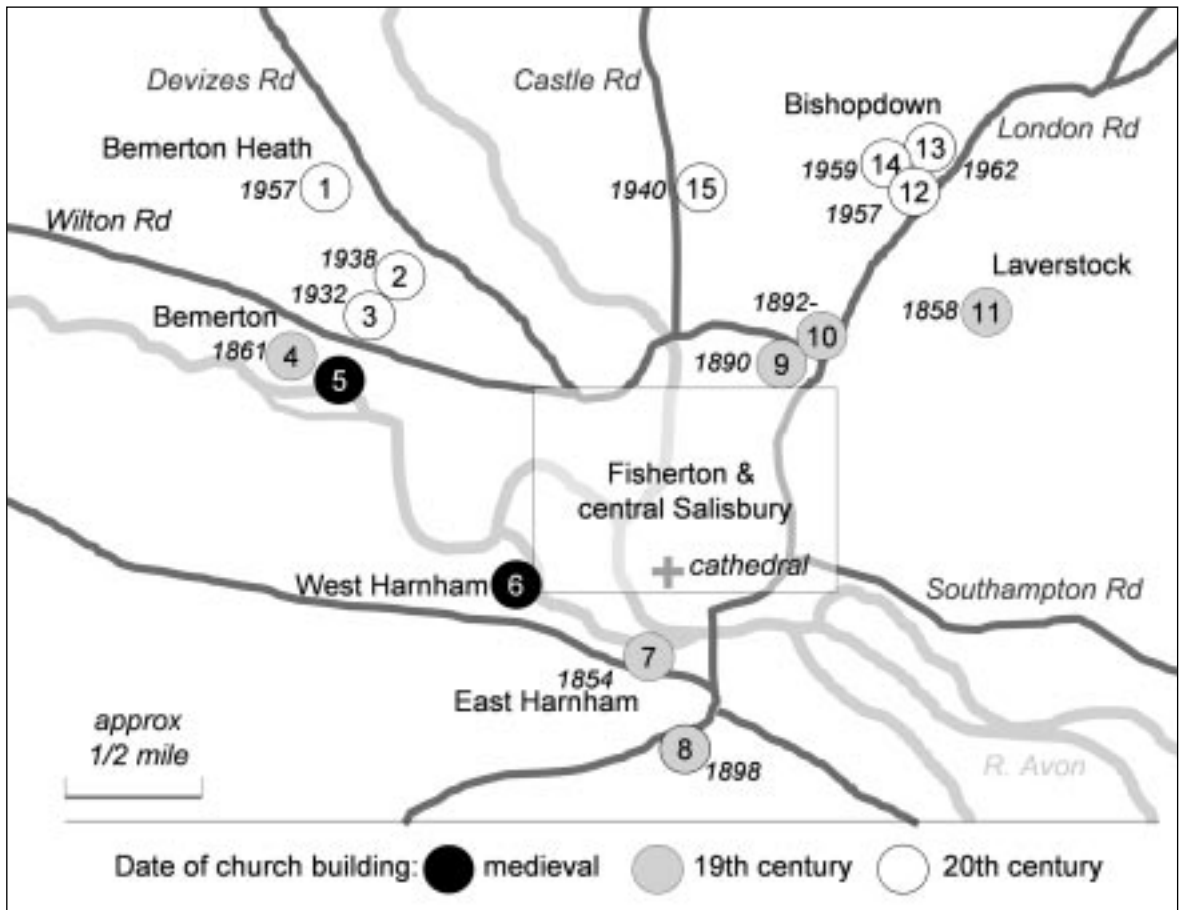 Devizes Rd
Castle Rd
Bishopdown
London Rd
Bemerton Heath
1957
1
1940
15
1959
14
13
1962
12
1957
Wilton Rd
1938
2
1932
3
Laverstock
1858
11
Bemerton
1861
4
5
1892-
10
1890
9
Fisherton &
central Salisbury
cathedral
West Harnham
6
Southampton Rd
7
1854
East Harnham
8
1898
R. Avon
approx
1/2 mile
Date of church building:
medieval
19th century
20th century